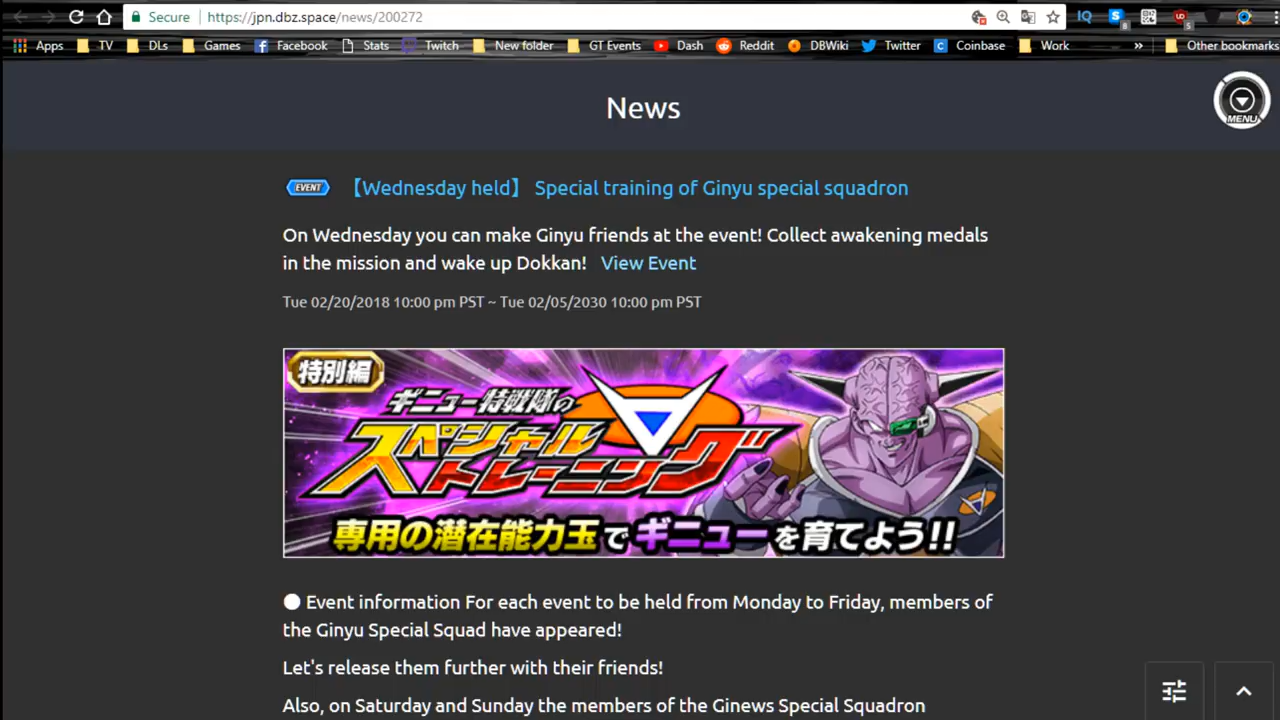 Secure https://jpn.dbz.space/news/200272
Apps TV DLs Games Facebook Stats Twitch New folder GT Events Dash Reddit DBWiki Twitter Coinbase Work » Other bookmarks
News
MENU
EVENT 【Wednesday held】 Special training of Ginyu special squadron
On Wednesday you can make Ginyu friends at the event! Collect awakening medals
in the mission and wake up Dokkan! View Event
Tue 02/20/2018 10:00 pm PST ~ Tue 02/05/2030 10:00 pm PST
特別編
ギニュー特戦隊の
スペシャル
トレーニング
専用の潜在能力玉でギニューを育てよう!!
Event information For each event to be held from Monday to Friday, members of
the Ginyu Special Squad have appeared!
Let's release them further with their friends!
Also, on Saturday and Sunday the members of the Ginews Special Squadron